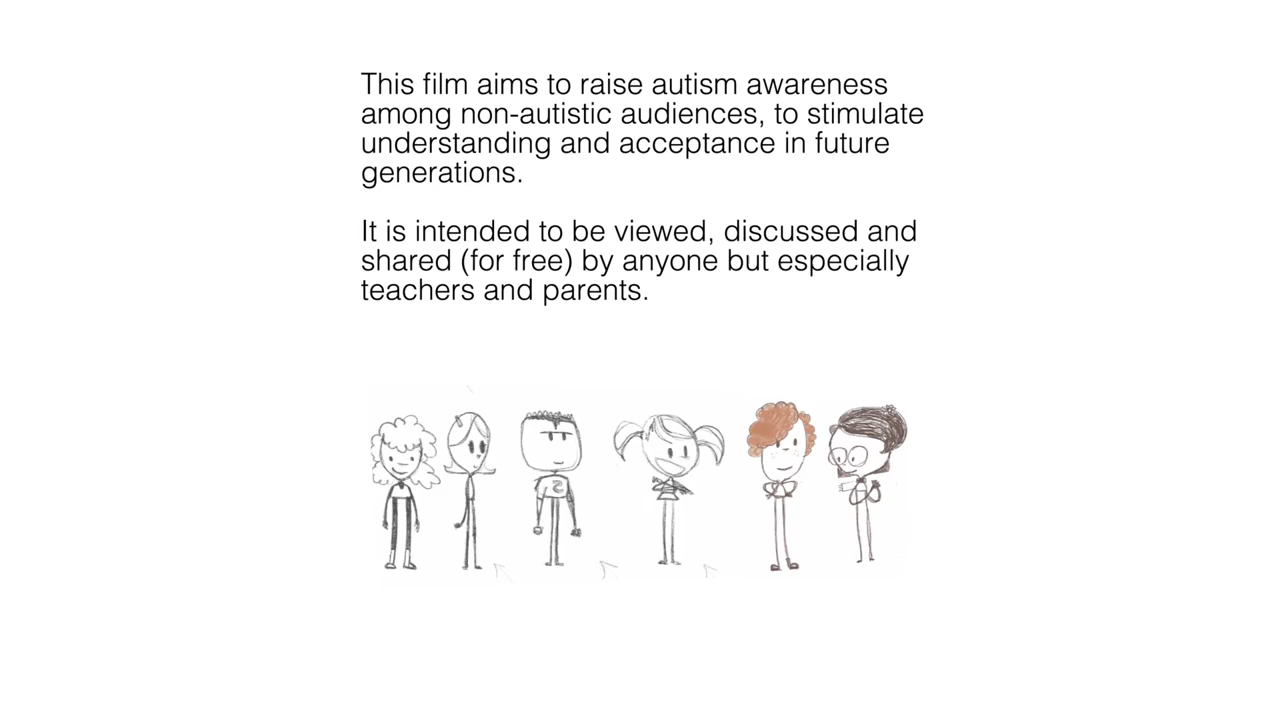 This film aims to raise autism awareness
among non-autistic audiences, to stimulate
understanding and acceptance in future
generations.
It is intended to be viewed, discussed and
shared (for free) by anyone but especially
teachers and parents.